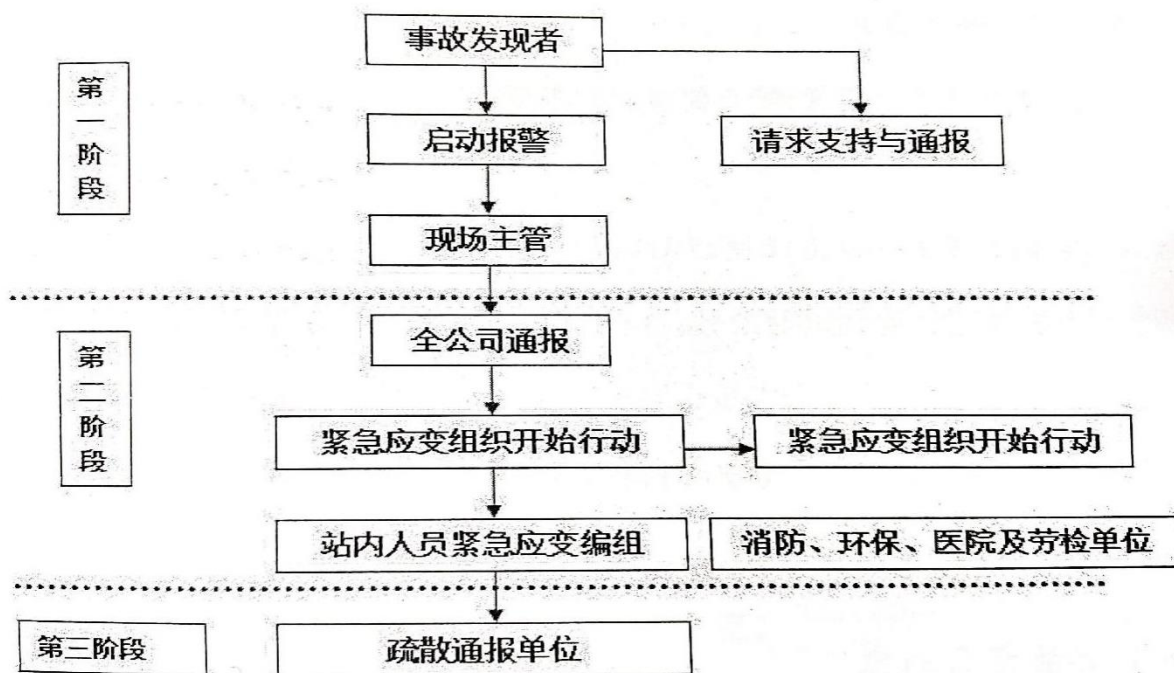 事故发现者
第一阶段
启动报警
请求支持与通报
现场主管
全公司通报
第二阶段
紧急应变组织开始行动
紧急应变组织开始行动
站内人员紧急应变编组
消防、环保、医院及劳检单位
第三阶段
疏散通报单位